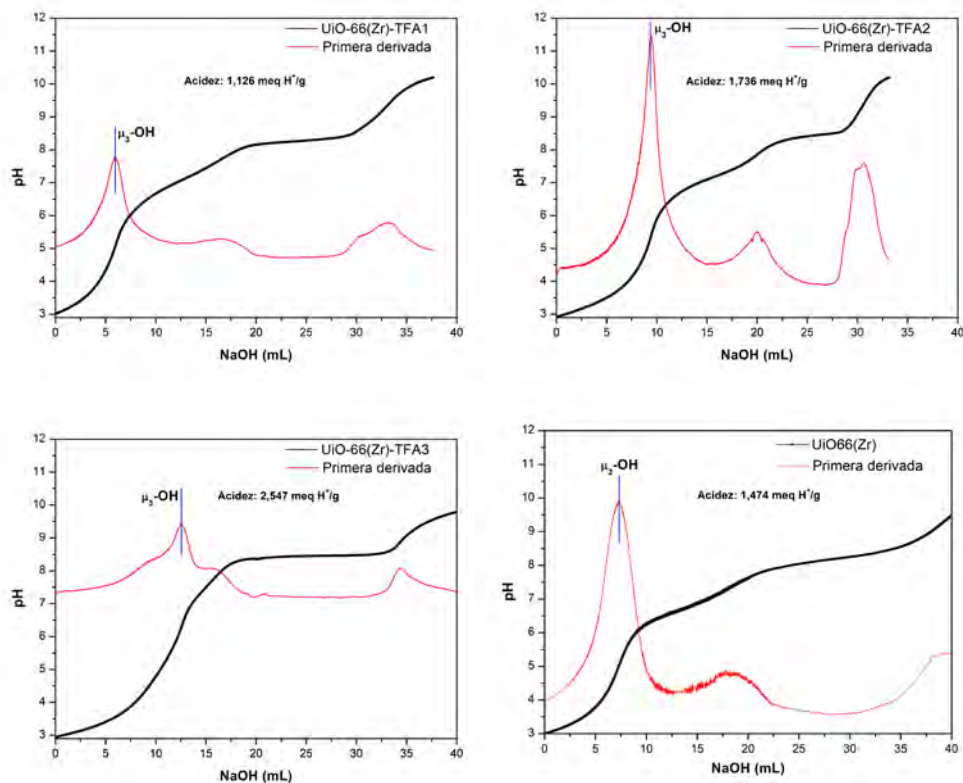 12
UiO-66(Zr)-TFA1
11
Primera derivada
10
Acidez: 1,126 meq H⁺/g
9
μ₃-OH
8
7
pH
6
5
4
3
0 5 10 15 20 25 30 35 40
NaOH (mL)
12
μ₃-OH
UiO-66(Zr)-TFA2
11
Primera derivada
10
Acidez: 1,736 meq H⁺/g
9
8
7
pH
6
5
4
3
0 5 10 15 20 25 30 35 40
NaOH (mL)
12
UiO-66(Zr)-TFA3
11
Primera derivada
μ₃-OH
Acidez: 2,547 meq H⁺/g
10
9
8
7
pH
6
5
4
3
0 5 10 15 20 25 30 35 40
NaOH (mL)
12
UiO66(Zr)
11
μ₃-OH
Primera derivada
Acidez: 1,474 meq H⁺/g
10
9
8
7
pH
6
5
4
3
0 5 10 15 20 25 30 35 40
NaOH (mL)